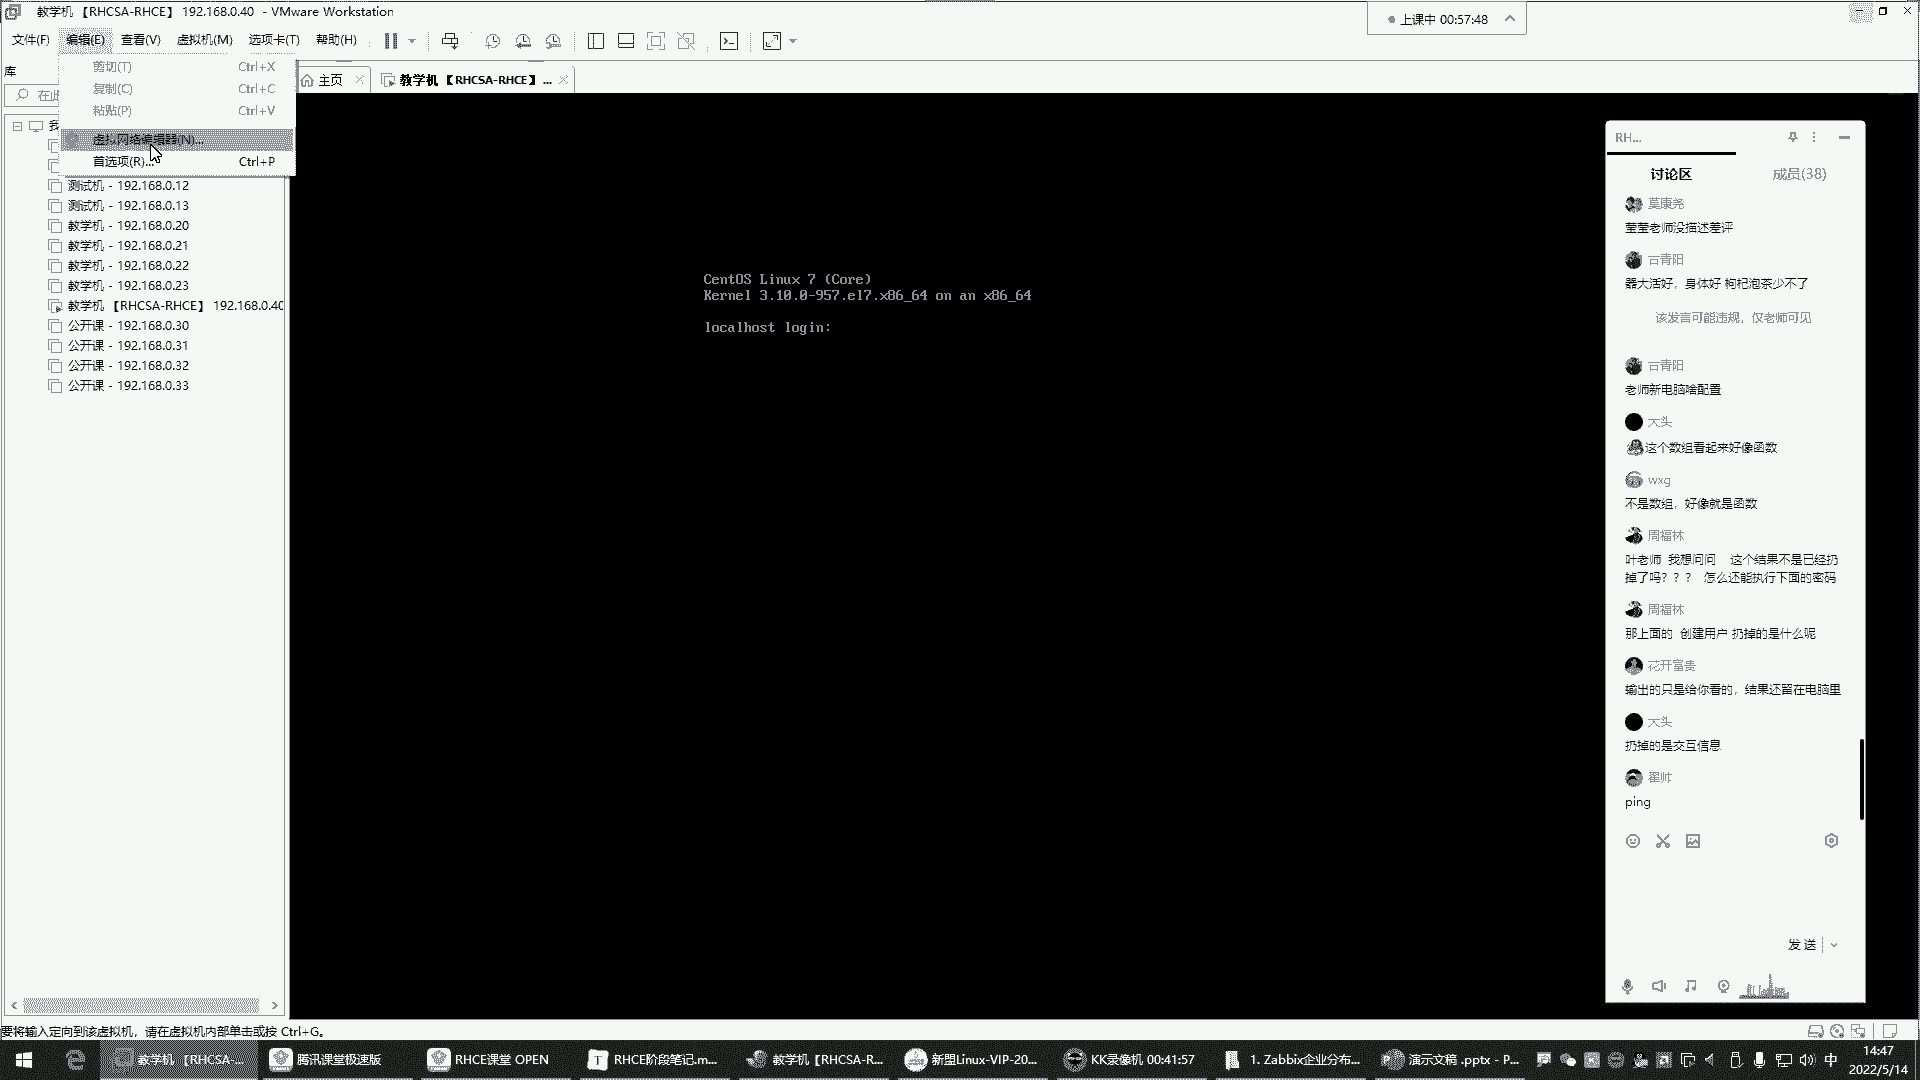 教学机 【RHCSA-RHCE】 192.168.0.40 - VMware Workstation
上课中 00:57:48
文件(F) 编辑(E) 查看(V) 虚拟机(M) 选项卡(T) 帮助(H)
剪切(T) Ctrl+X
复制(C) Ctrl+C
粘贴(P) Ctrl+V
虚拟网络编辑器(N)...
首选项(R)... Ctrl+P
库
在此
我
主页
教学机 【RHCSA-RHCE】 ...
测试机 - 192.168.0.12
测试机 - 192.168.0.13
教学机 - 192.168.0.20
教学机 - 192.168.0.21
教学机 - 192.168.0.22
教学机 - 192.168.0.23
教学机 【RHCSA-RHCE】 192.168.0.40
公开课 - 192.168.0.30
公开课 - 192.168.0.31
公开课 - 192.168.0.32
公开课 - 192.168.0.33
CentOS Linux 7 (Core)
Kernel 3.10.0-957.el7.x86_64 on an x86_64
localhost login:
RH...
讨论区 成员(38)
莫康尧
莹莹老师没描述差评
亓青阳
器大活好，身体好 枸杞泡茶少不了
该发言可能违规，仅老师可见
亓青阳
老师新电脑啥配置
大头
这个数组看起来好像函数
wxg
不是数组，好像就是函数
周福林
叶老师 我想问问 这个结果不是已经扔
掉了吗？？？ 怎么还能执行下面的密码
周福林
那上面的 创建用户 扔掉的是什么呢
花开富贵
输出的只是给你看的，结果还留在电脑里
大头
扔掉的是交互信息
翟帅
ping
发送
要将输入定向到该虚拟机，请在虚拟机内部单击或按 Ctrl+G。
教学机 【RHCSA-...
腾讯课堂极速版
RHCE课堂 OPEN
RHCE阶段笔记.m...
教学机【RHCSA-R...
新盟Linux-VIP-20...
KK录像机 00:41:57
1. Zabbix企业分布...
演示文稿 .pptx - P...
中
14:47
2022/5/14